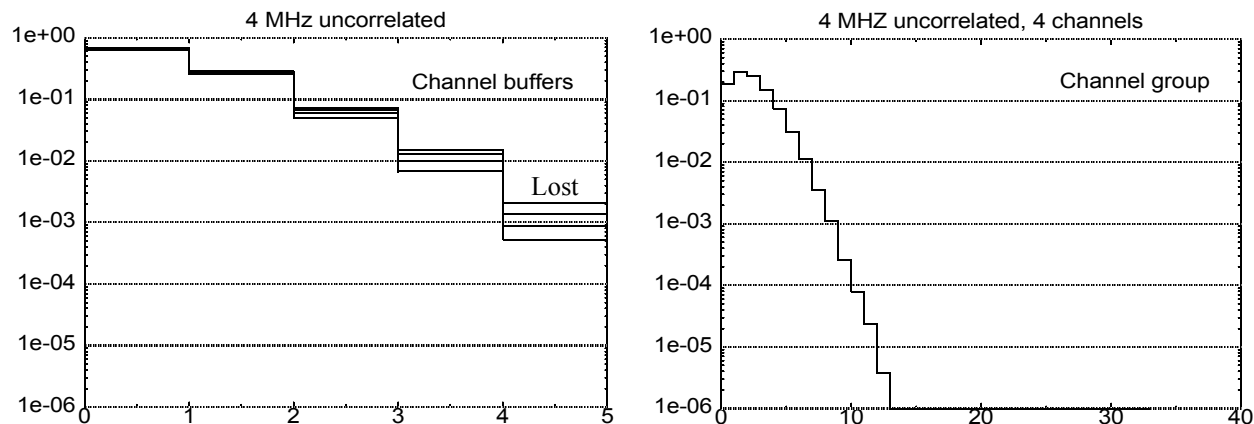 4 MHz uncorrelated
1e+00
1e-01
1e-02
1e-03
1e-04
1e-05
1e-06
Channel buffers
Lost
0 1 2 3 4 5
4 MHZ uncorrelated, 4 channels
1e+00
1e-01
1e-02
1e-03
1e-04
1e-05
1e-06
Channel group
0 10 20 30 40